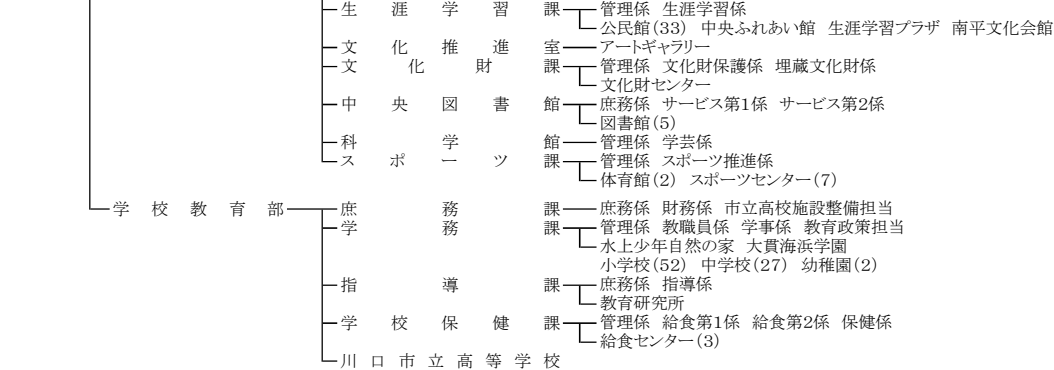 生涯学習課 管理係 生涯学習係
公民館(33) 中央ふれあい館 生涯学習プラザ 南平文化会館
文化推進室 アートギャラリー
文化財課 管理係 文化財保護係 埋蔵文化財係
文化財センター
中央図書館 庶務係 サービス第1係 サービス第2係
図書館(5)
科学館 管理係 学芸係
スポーツ課 管理係 スポーツ推進係
体育館(2) スポーツセンター(7)
学校教育部 庶務課 庶務係 財務係 市立高校施設整備担当
学務課 管理係 教職員係 学事係 教育政策担当
水上少年自然の家 大貫海浜学園
小学校(52) 中学校(27) 幼稚園(2)
指導課 庶務係 指導係
教育研究所
学校保健課 管理係 給食第1係 給食第2係 保健係
給食センター(3)
川口市立高等学校